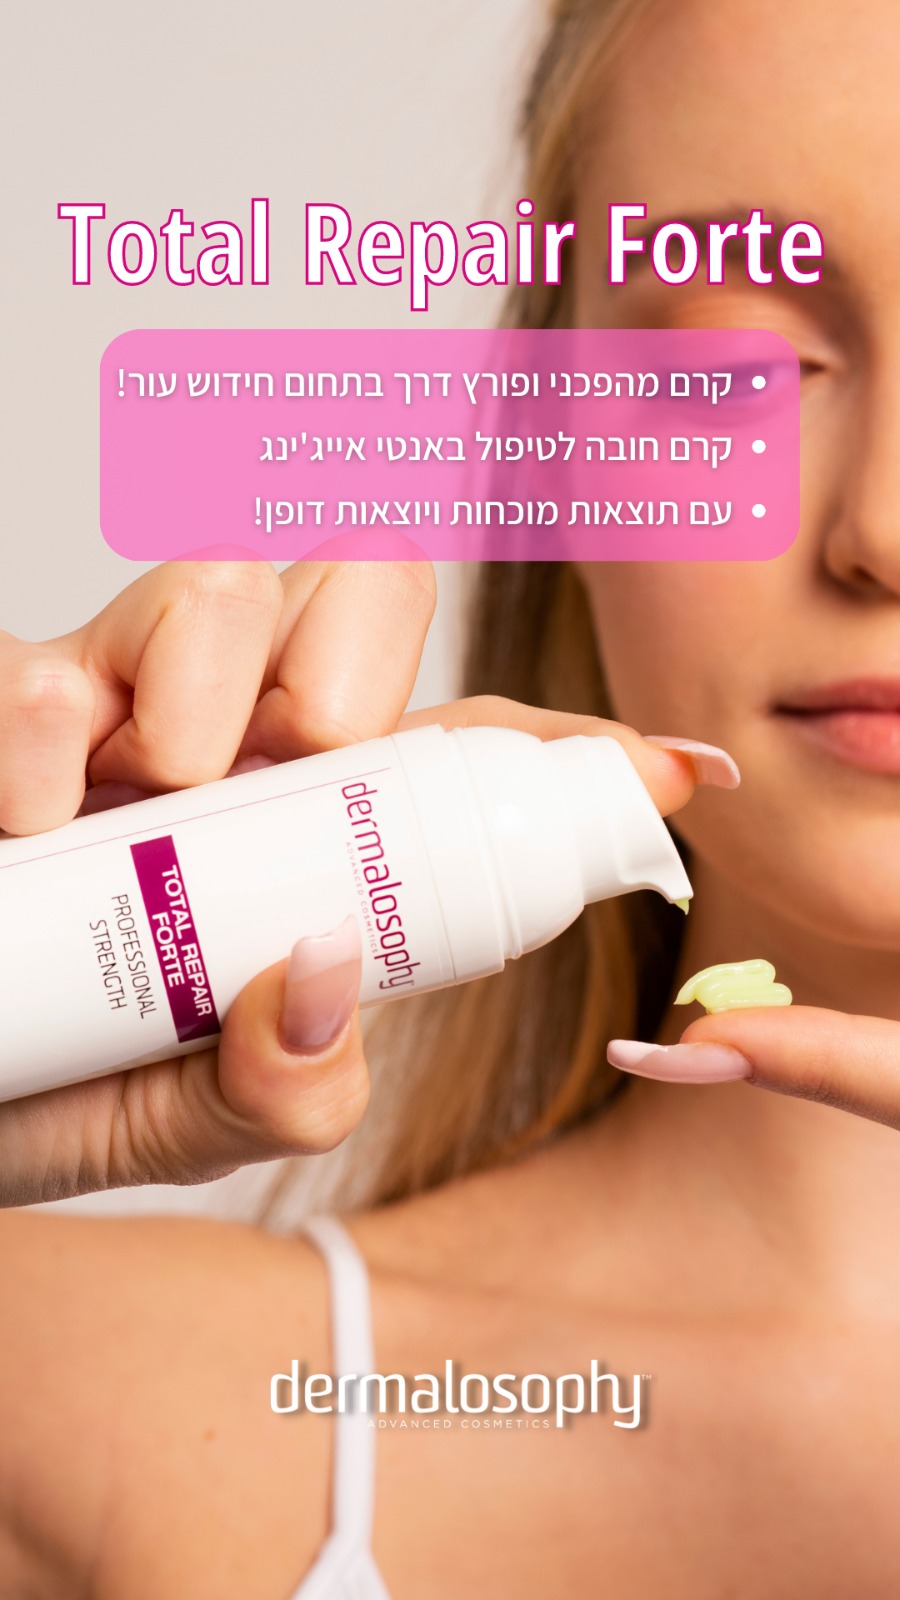 Total Repair Forte
• קרם מהפכני ופורץ דרך בתחום חידוש עור!
• קרם חובה לטיפול באנטי אייג'ינג
• עם תוצאות מוכחות ויוצאות דופן!
dermalosophy
ADVANCED COSMETICS
TOTAL REPAIR
FORTE
PROFESSIONAL
STRENGTH
dermalosophy™
ADVANCED COSMETICS